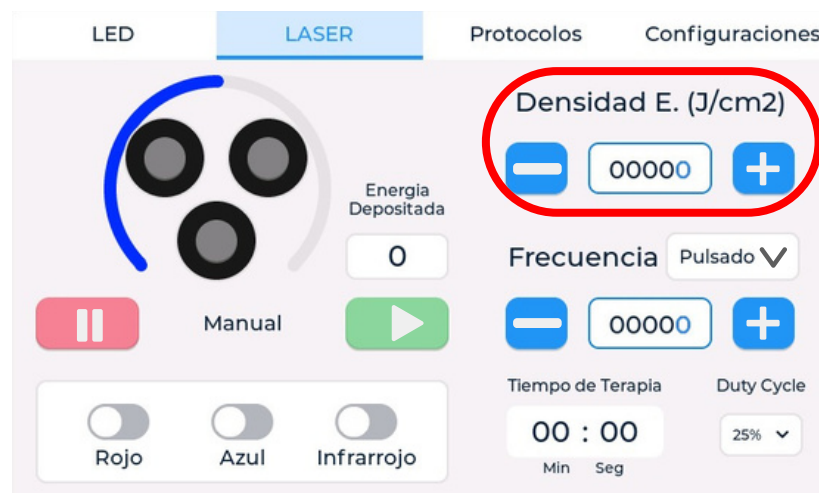 LED LASER Protocolos Configuraciones
Densidad E. (J/cm2)
00000
Energia
Depositada
0
Frecuencia Pulsado
Manual
00000
Tiempo de Terapia Duty Cycle
00 : 00 25%
Min Seg
Rojo Azul Infrarrojo